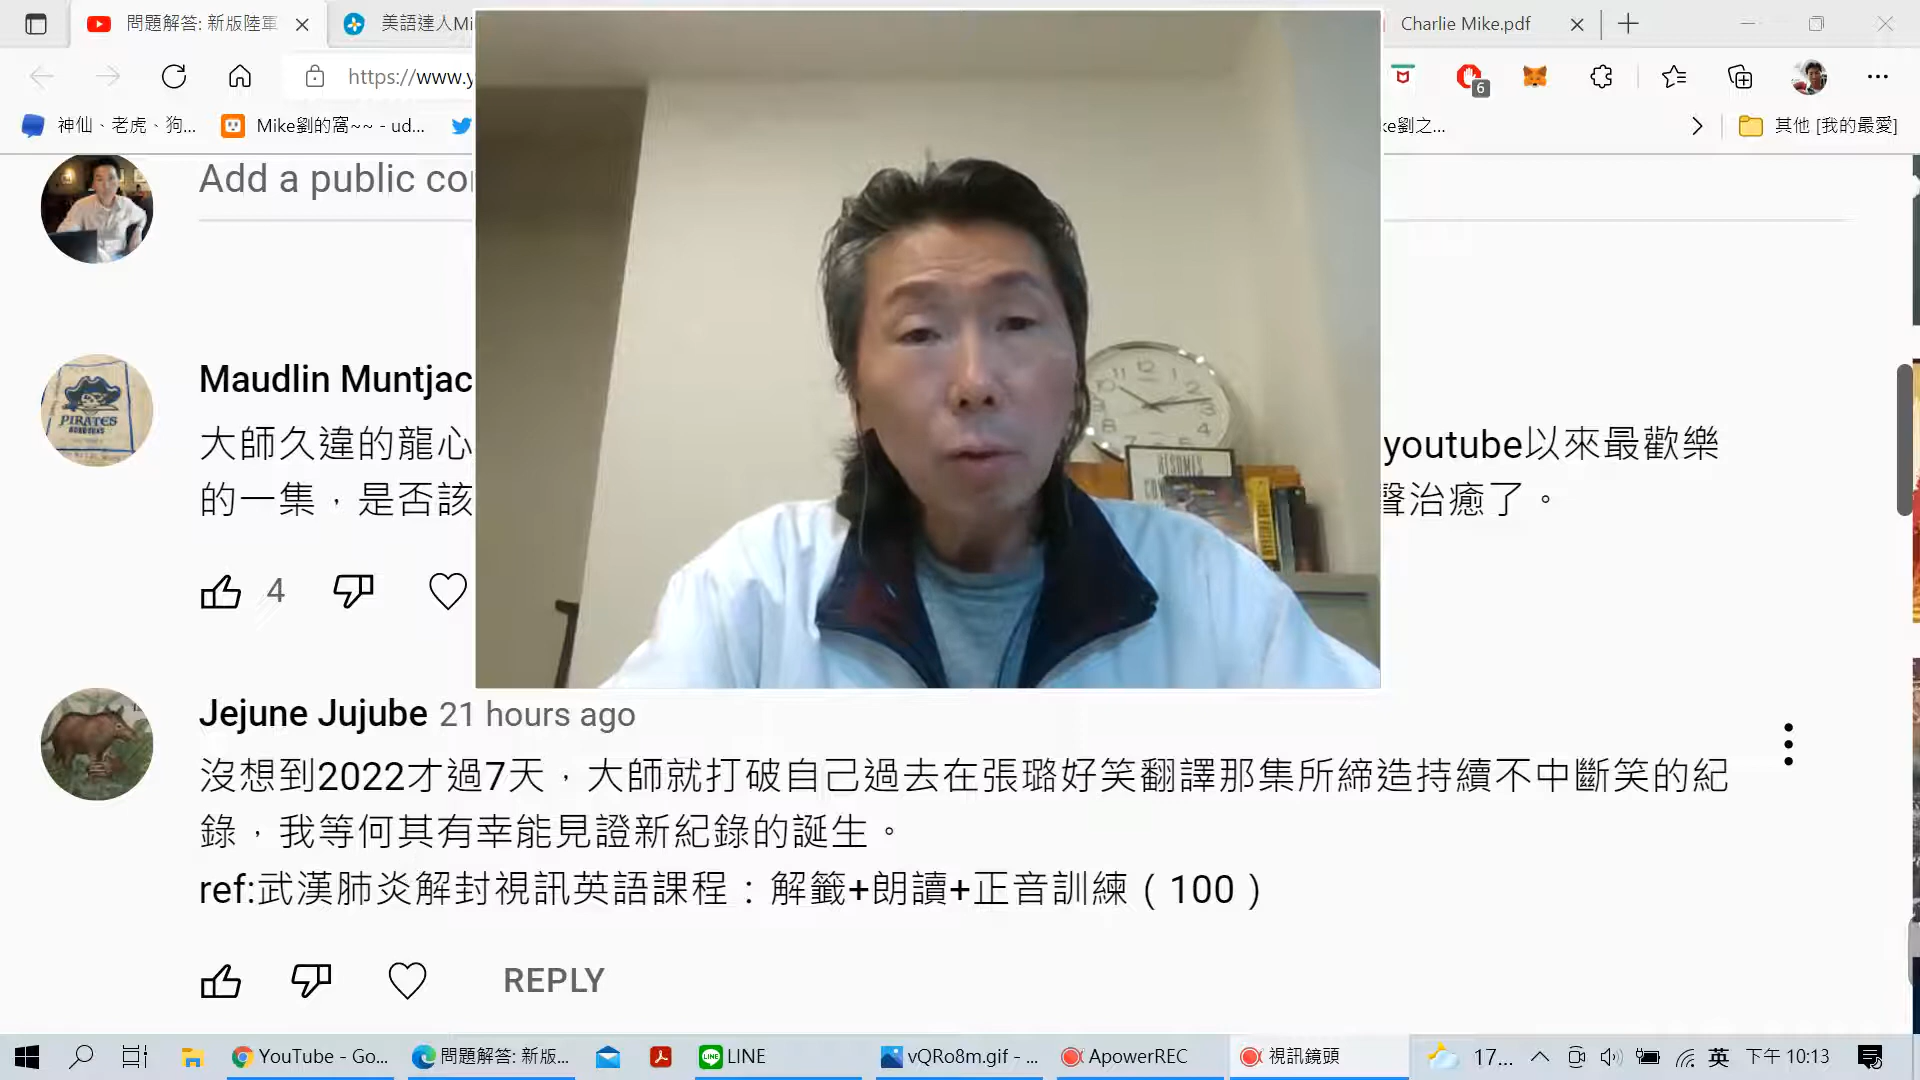 問題解答: 新版陸軍
美語達人Mi
Charlie Mike.pdf
https://www.y
6
神仙、老虎、狗...
Mike劉的窩~~ - ud...
ke劉之...
其他 [我的最愛]
Add a public co
Maudlin Muntjac
大師久違的龍心
youtube以來最歡樂
的一集，是否該
聲治癒了。
4
PIRATES
Jejune Jujube 21 hours ago
沒想到2022才過7天，大師就打破自己過去在張璐好笑翻譯那集所締造持續不中斷笑的紀
錄，我等何其有幸能見證新紀錄的誕生。
ref:武漢肺炎解封視訊英語課程：解籤+朗讀+正音訓練（100）
REPLY
YouTube - Go...
問題解答: 新版...
LINE
vQRo8m.gif - ...
ApowerREC
視訊鏡頭
17...
英
下午 10:13